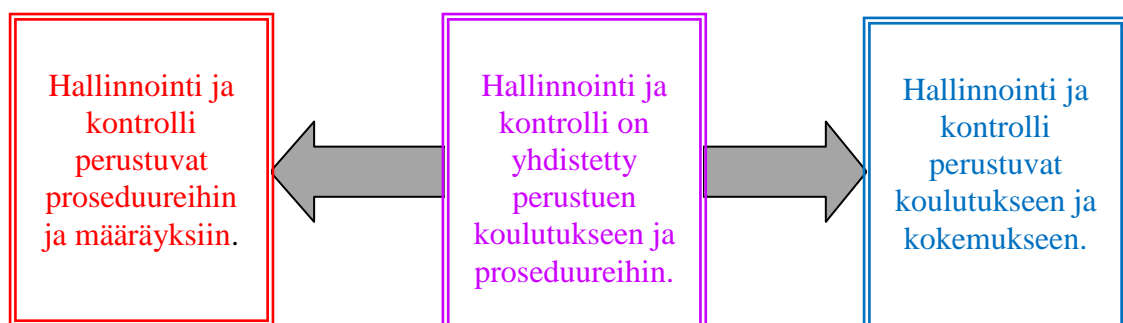 Hallinnointi ja
kontrolli
perustuvat
proseduureihin
ja määräyksiin.
Hallinnointi ja
kontrolli on
yhdistetty
perustuen
koulutukseen ja
proseduureihin.
Hallinnointi ja
kontrolli
perustuvat
koulutukseen ja
kokemukseen.